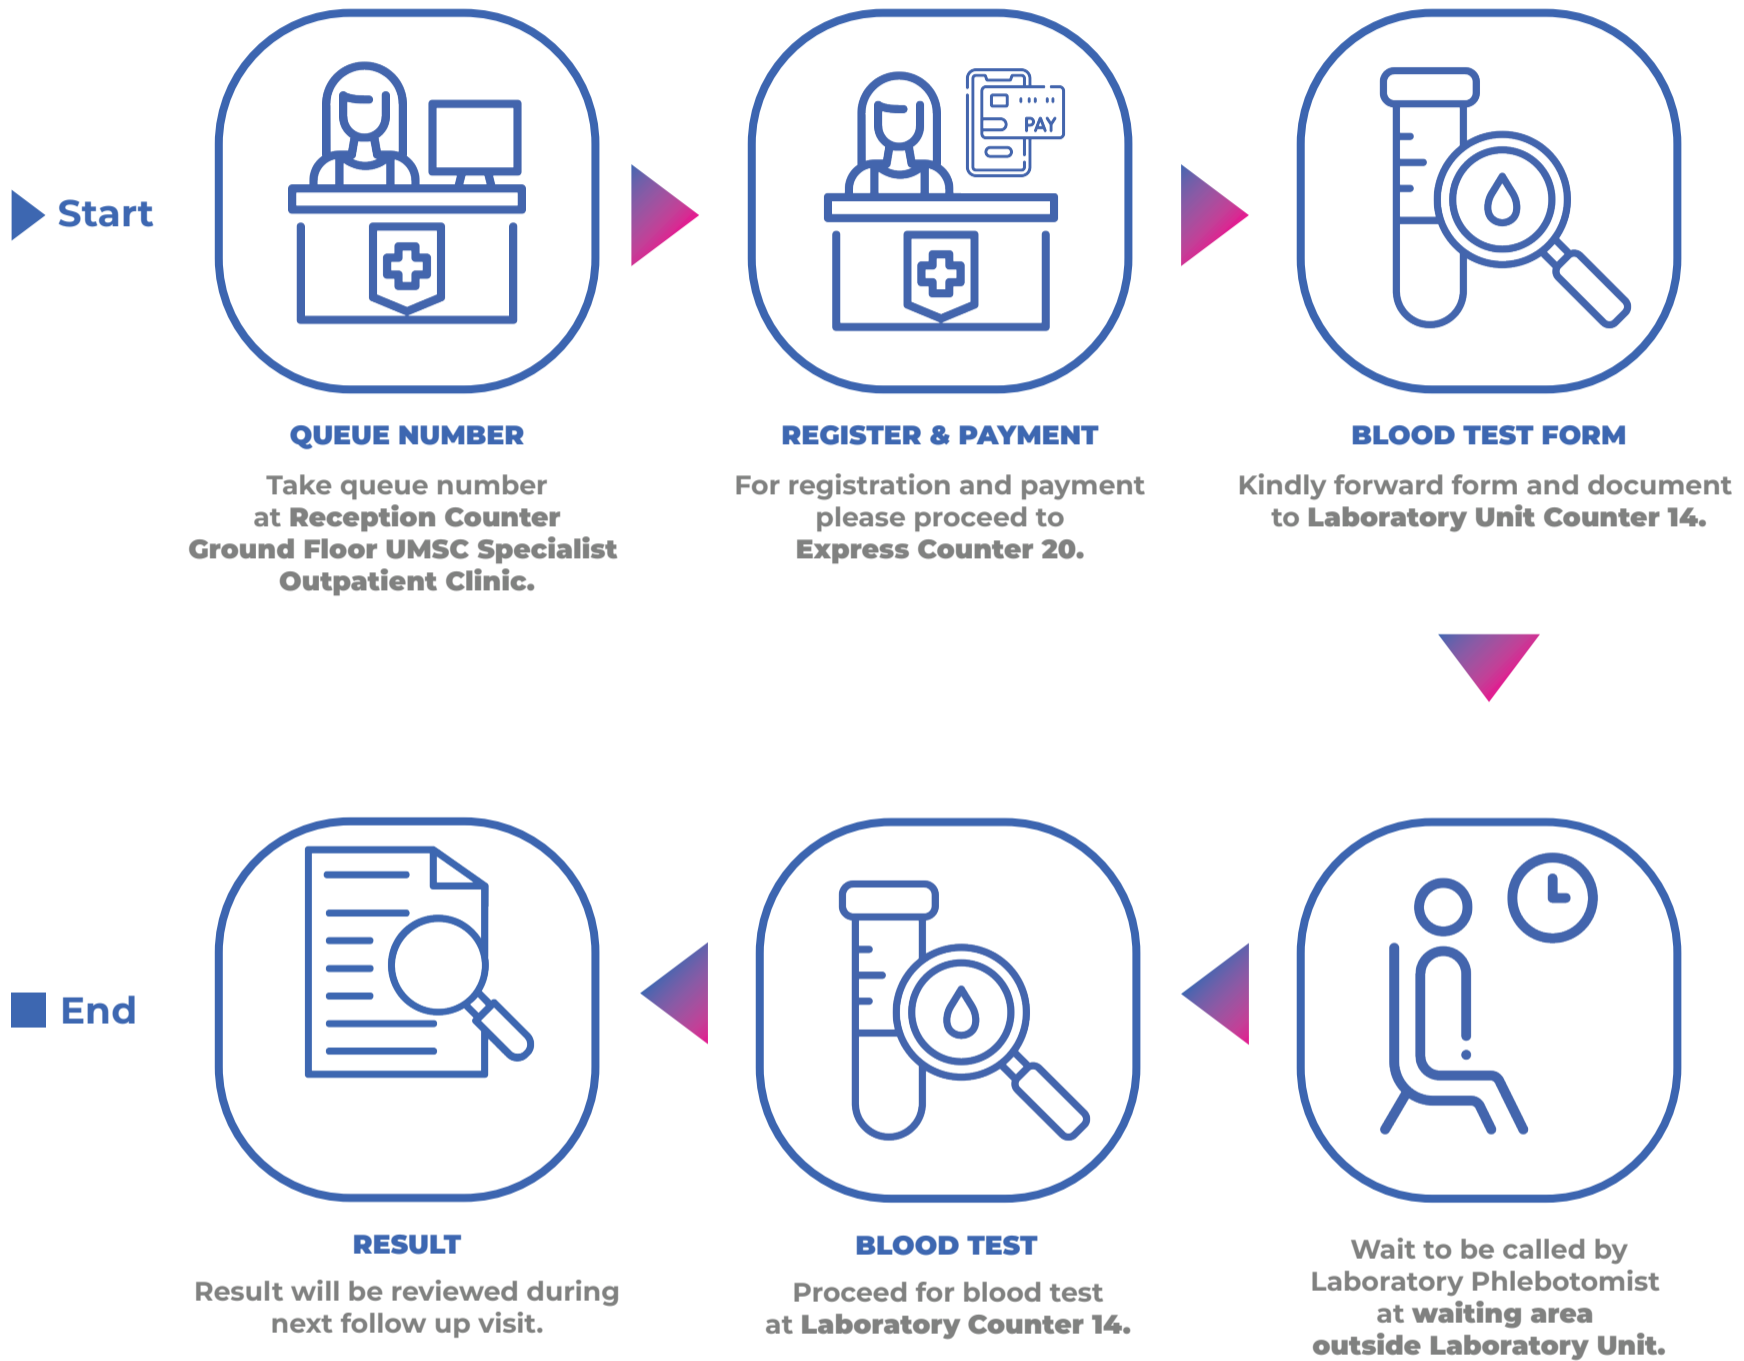 Start
PAY
QUEUE NUMBER
Take queue number
at Reception Counter
Ground Floor UMSC Specialist
Outpatient Clinic.
REGISTER & PAYMENT
For registration and payment
please proceed to
Express Counter 20.
BLOOD TEST FORM
Kindly forward form and document
to Laboratory Unit Counter 14.
Wait to be called by
Laboratory Phlebotomist
at waiting area
outside Laboratory Unit.
BLOOD TEST
Proceed for blood test
at Laboratory Counter 14.
RESULT
Result will be reviewed during
next follow up visit.
End